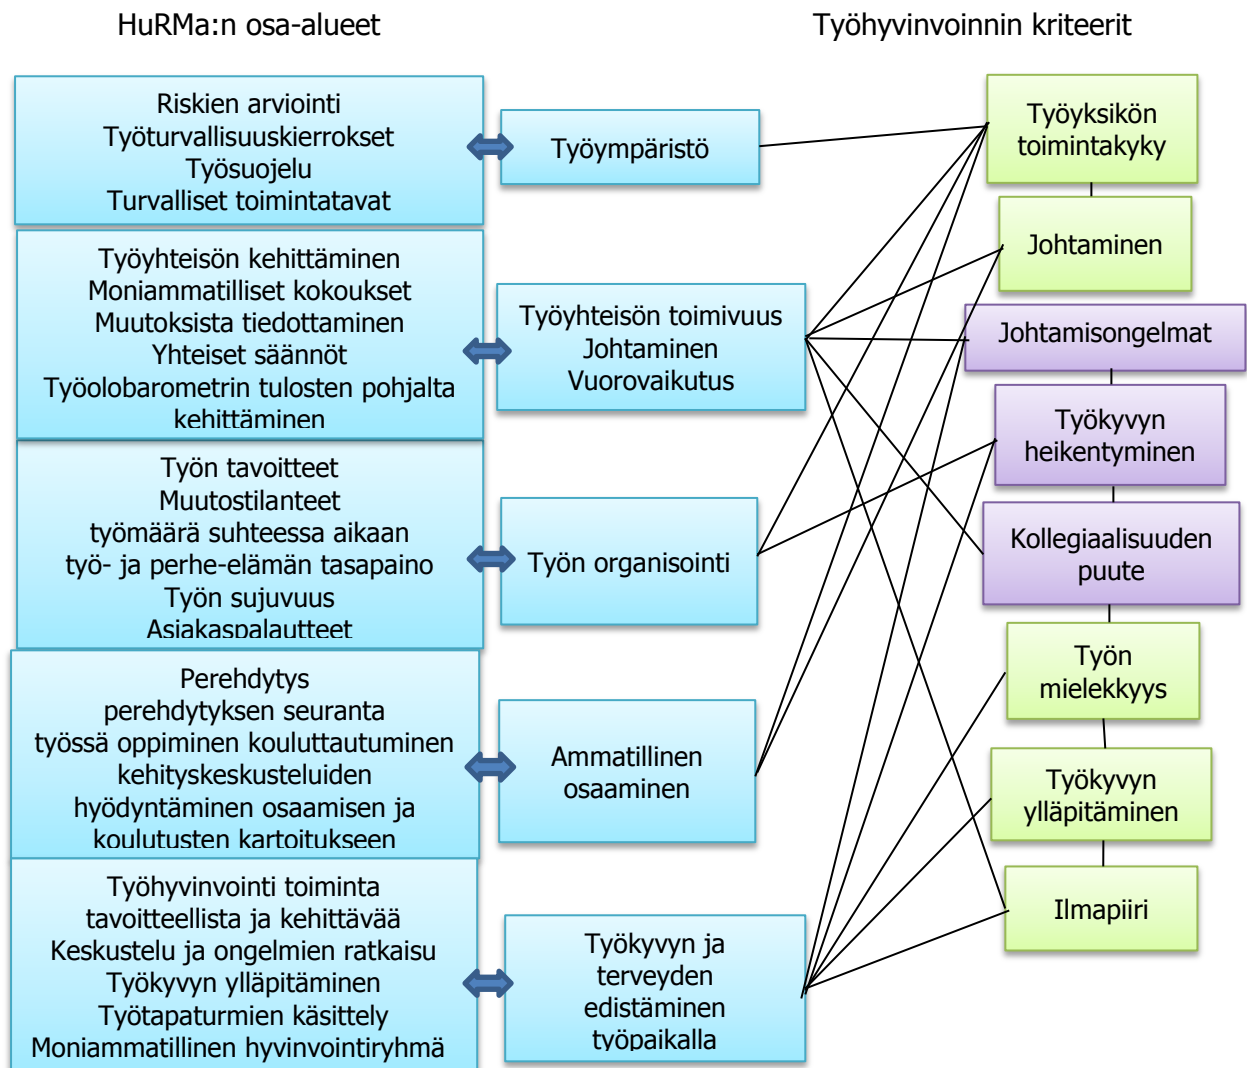 HuRMa:n osa-alueet
Työhyvinvoinnin kriteerit
Riskien arviointi
Työturvallisuuskierrokset
Työsuojelu
Turvalliset toimintatavat
Työympäristö
Työyhteisön kehittäminen
Moniammatilliset kokoukset
Muutoksista tiedottaminen
Yhteiset säännöt
Työolobarometrin tulosten pohjalta
kehittäminen
Työyhteisön toimivuus
Johtaminen
Vuorovaikutus
Työn tavoitteet
Muutostilanteet
työmäärä suhteessa aikaan
työ- ja perhe-elämän tasapaino
Työn sujuvuus
Asiakaspalautteet
Työn organisointi
Perehdytys
perehdytyksen seuranta
työssä oppiminen kouluttautuminen
kehityskeskusteluiden
hyödyntäminen osaamisen ja
koulutusten kartoitukseen
Ammatillinen
osaaminen
Työhyvinvointi toiminta
tavoitteellista ja kehittävää
Keskustelu ja ongelmien ratkaisu
Työkyvyn ylläpitäminen
Työtapaturmien käsittely
Moniammatillinen hyvinvointiryhmä
Työkyvyn ja
terveyden
edistäminen
työpaikalla
Työyksikön
toimintakyky
Johtaminen
Johtamisongelmat
Työkyvyn
heikentyminen
Kollegiaalisuuden
puute
Työn
mielekkyys
Työkyvyn
ylläpitäminen
Ilmapiiri